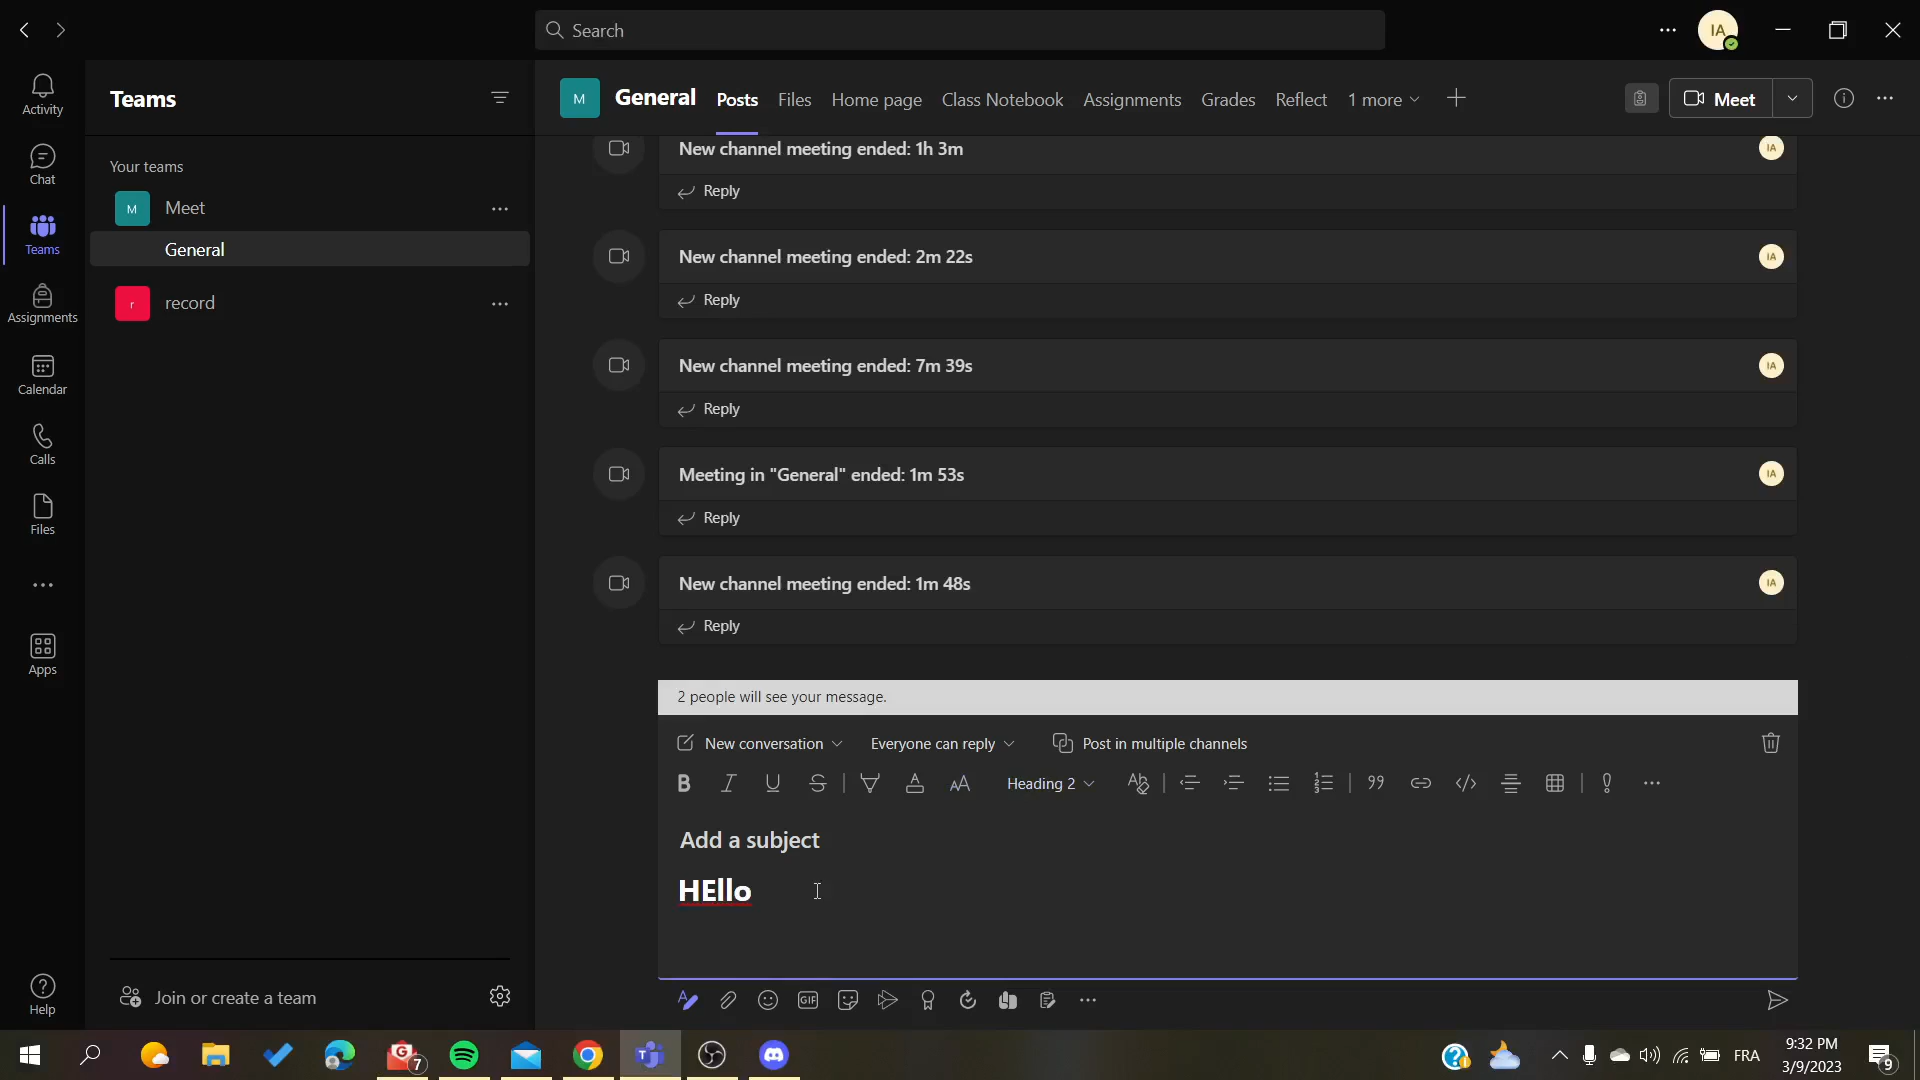 Search
IA
Activity
Chat
Teams
Assignments
Calendar
Calls
Files
Apps
Help
Teams
Your teams
M Meet
General
r record
Join or create a team
M General Posts Files Home page Class Notebook Assignments Grades Reflect 1 more
Meet
New channel meeting ended: 1h 3m IA
Reply
New channel meeting ended: 2m 22s IA
Reply
New channel meeting ended: 7m 39s IA
Reply
Meeting in "General" ended: 1m 53s IA
Reply
New channel meeting ended: 1m 48s IA
Reply
2 people will see your message.
New conversation Everyone can reply Post in multiple channels
Heading 2
Add a subject
HEllo
GIF
7
FRA
9:32 PM
3/9/2023
9